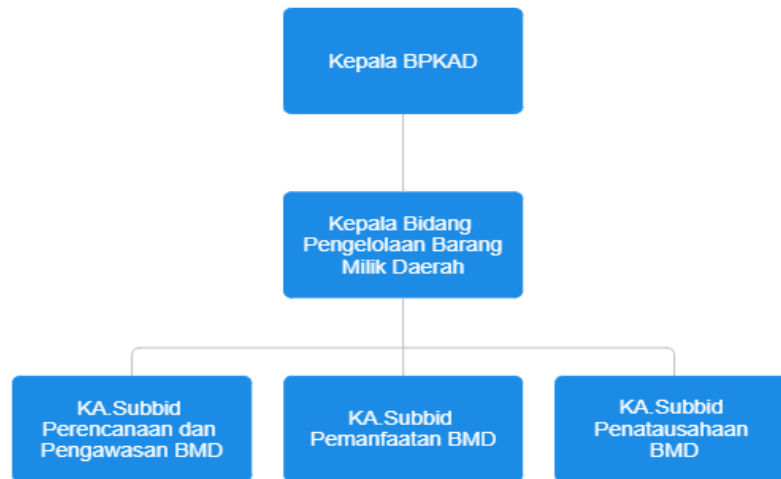 Kepala BPKAD
Kepala Bidang
Pengelolaan Barang
Milik Daerah
KA.Subbid
Perencanaan dan
Pengawasan BMD
KA.Subbid
Pemanfaatan BMD
KA.Subbid
Penatausahaan
BMD